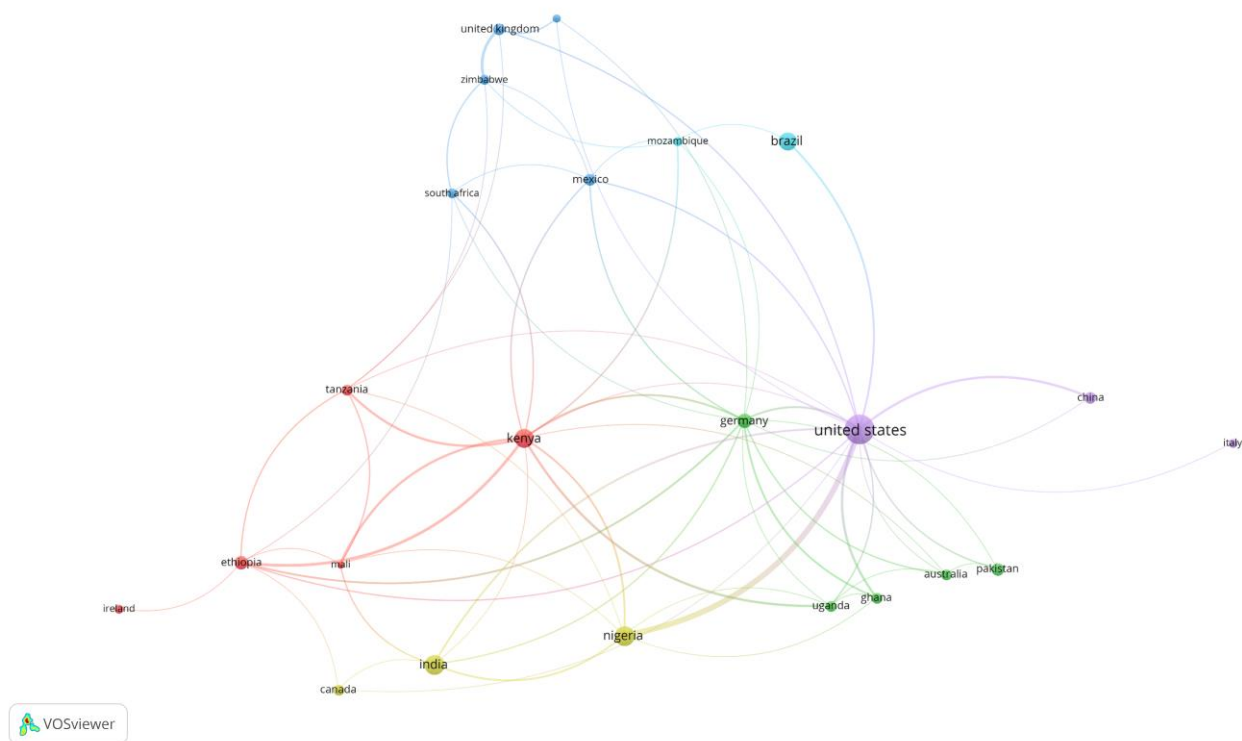 united kingdom
zimbabwe
mozambique
brazil
south africa
mexico
tanzania
kenya
germany
united states
china
italy
ethiopia
mali
australia
pakistan
ireland
uganda
ghana
nigeria
india
canada
VOSviewer